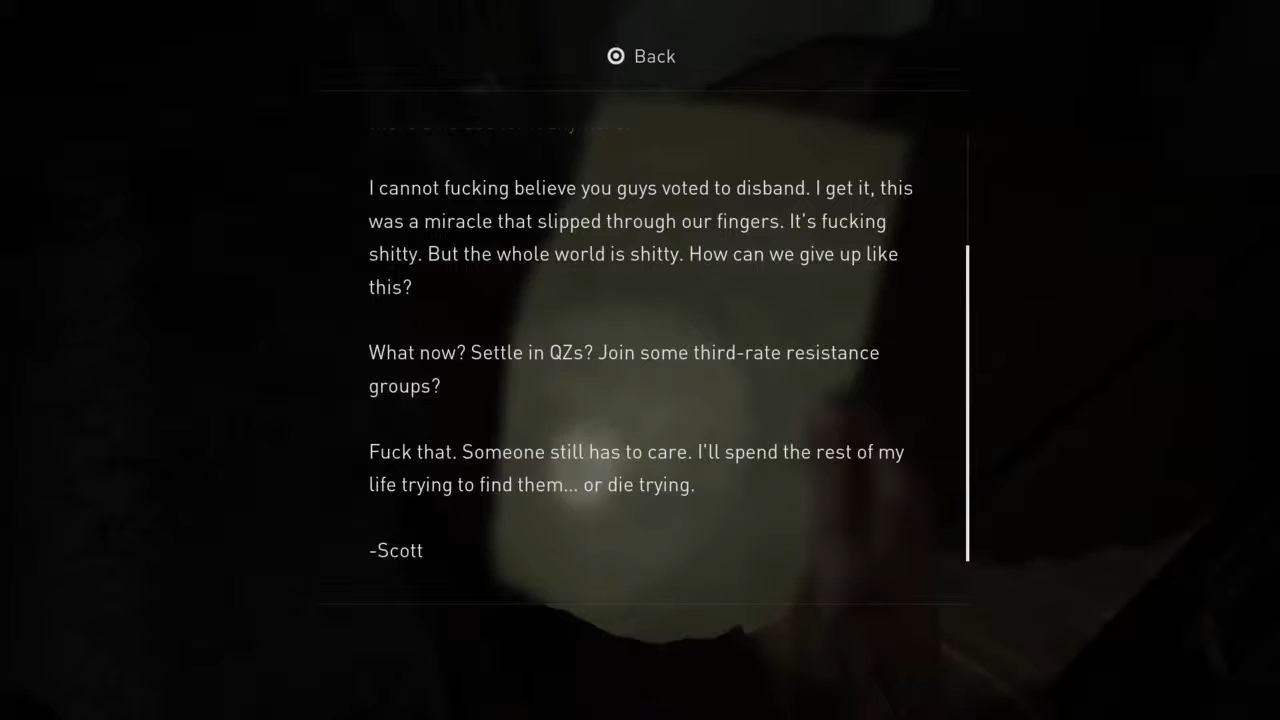 Back
I cannot fucking believe you guys voted to disband. I get it, this
was a miracle that slipped through our fingers. It's fucking
shitty. But the whole world is shitty. How can we give up like
this?
What now? Settle in QZs? Join some third-rate resistance
groups?
Fuck that. Someone still has to care. I'll spend the rest of my
life trying to find them... or die trying.
-Scott